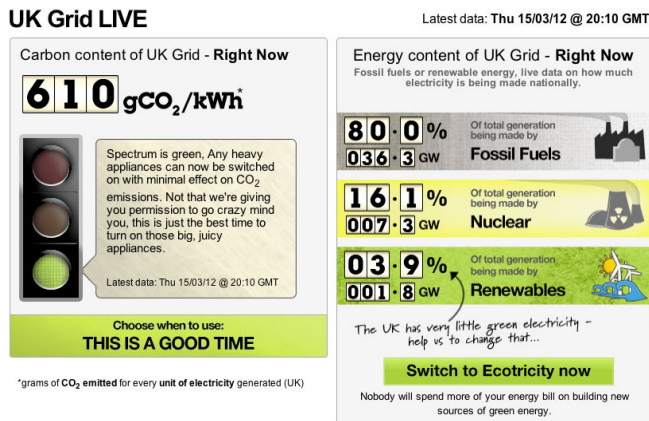 UK Grid LIVE
Latest data: Thu 15/03/12 @ 20:10 GMT
Carbon content of UK Grid - Right Now
610 gCO2/kWh*
Spectrum is green, Any heavy
appliances can now be switched
on with minimal effect on CO2
emissions. Not that we're giving
you permission to go crazy mind
you, this is just the best time to
turn on those big, juicy
appliances.
Latest data: Thu 15/03/12 @ 20:10 GMT
Choose when to use:
THIS IS A GOOD TIME
*grams of CO2 emitted for every unit of electricity generated (UK)
Energy content of UK Grid - Right Now
Fossil fuels or renewable energy, live data on how much
electricity is being made nationally.
80.0%
036.3 GW
Of total generation
being made by
Fossil Fuels
16.1%
007.3 GW
Of total generation
being made by
Nuclear
03.9%
001.8 GW
Of total generation
being made by
Renewables
The UK has very little green electricity -
help us to change that...
Switch to Ecotricity now
Nobody will spend more of your energy bill on building new
sources of green energy.